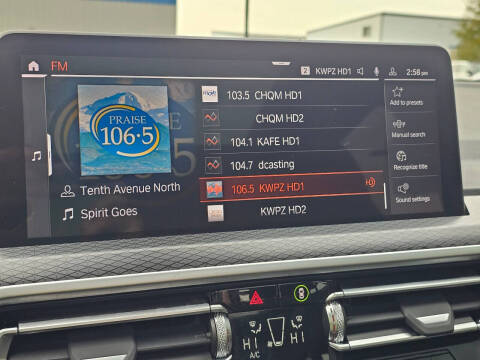 FM
2 KWPZ HD1
2:58 pm
PRAISE
106.5
Tenth Avenue North
Spirit Goes
103.5 CHQM HD1
CHQM HD2
104.1 KAFE HD1
104.7 dcasting
106.5 KWPZ HD1
KWPZ HD2
Add to presets
Manual search
Recognize title
Sound settings
HI
A/C
HI